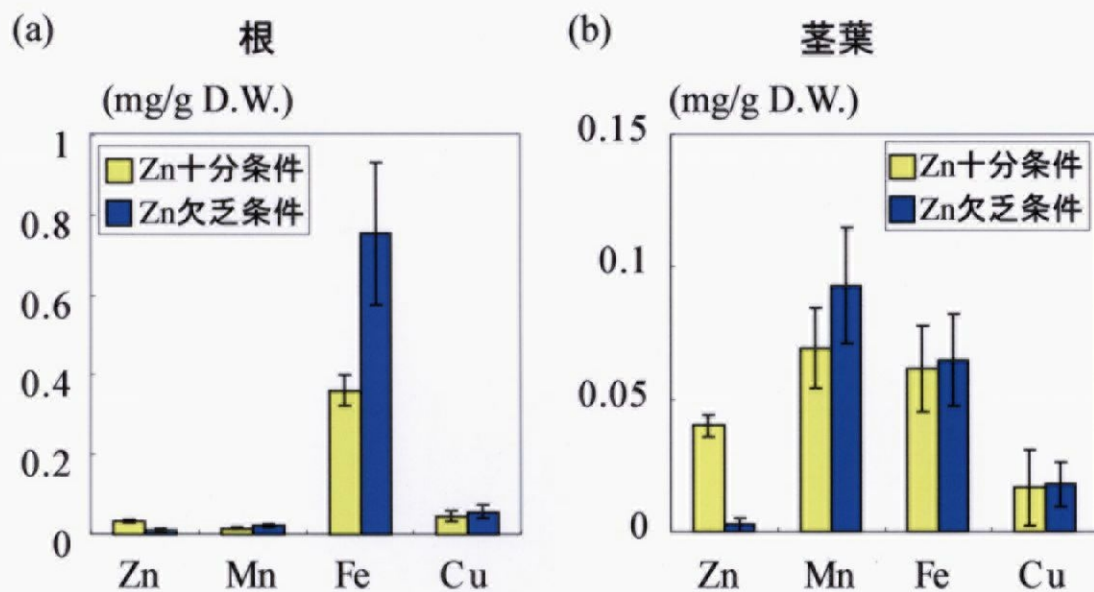 (a) 根
(mg/g D.W.)
1
0.8
0.6
0.4
0.2
0
Zn十分条件
Zn欠乏条件
Zn Mn Fe Cu
(b) 茎葉
(mg/g D.W.)
0.15
0.1
0.05
0
Zn十分条件
Zn欠乏条件
Zn Mn Fe Cu